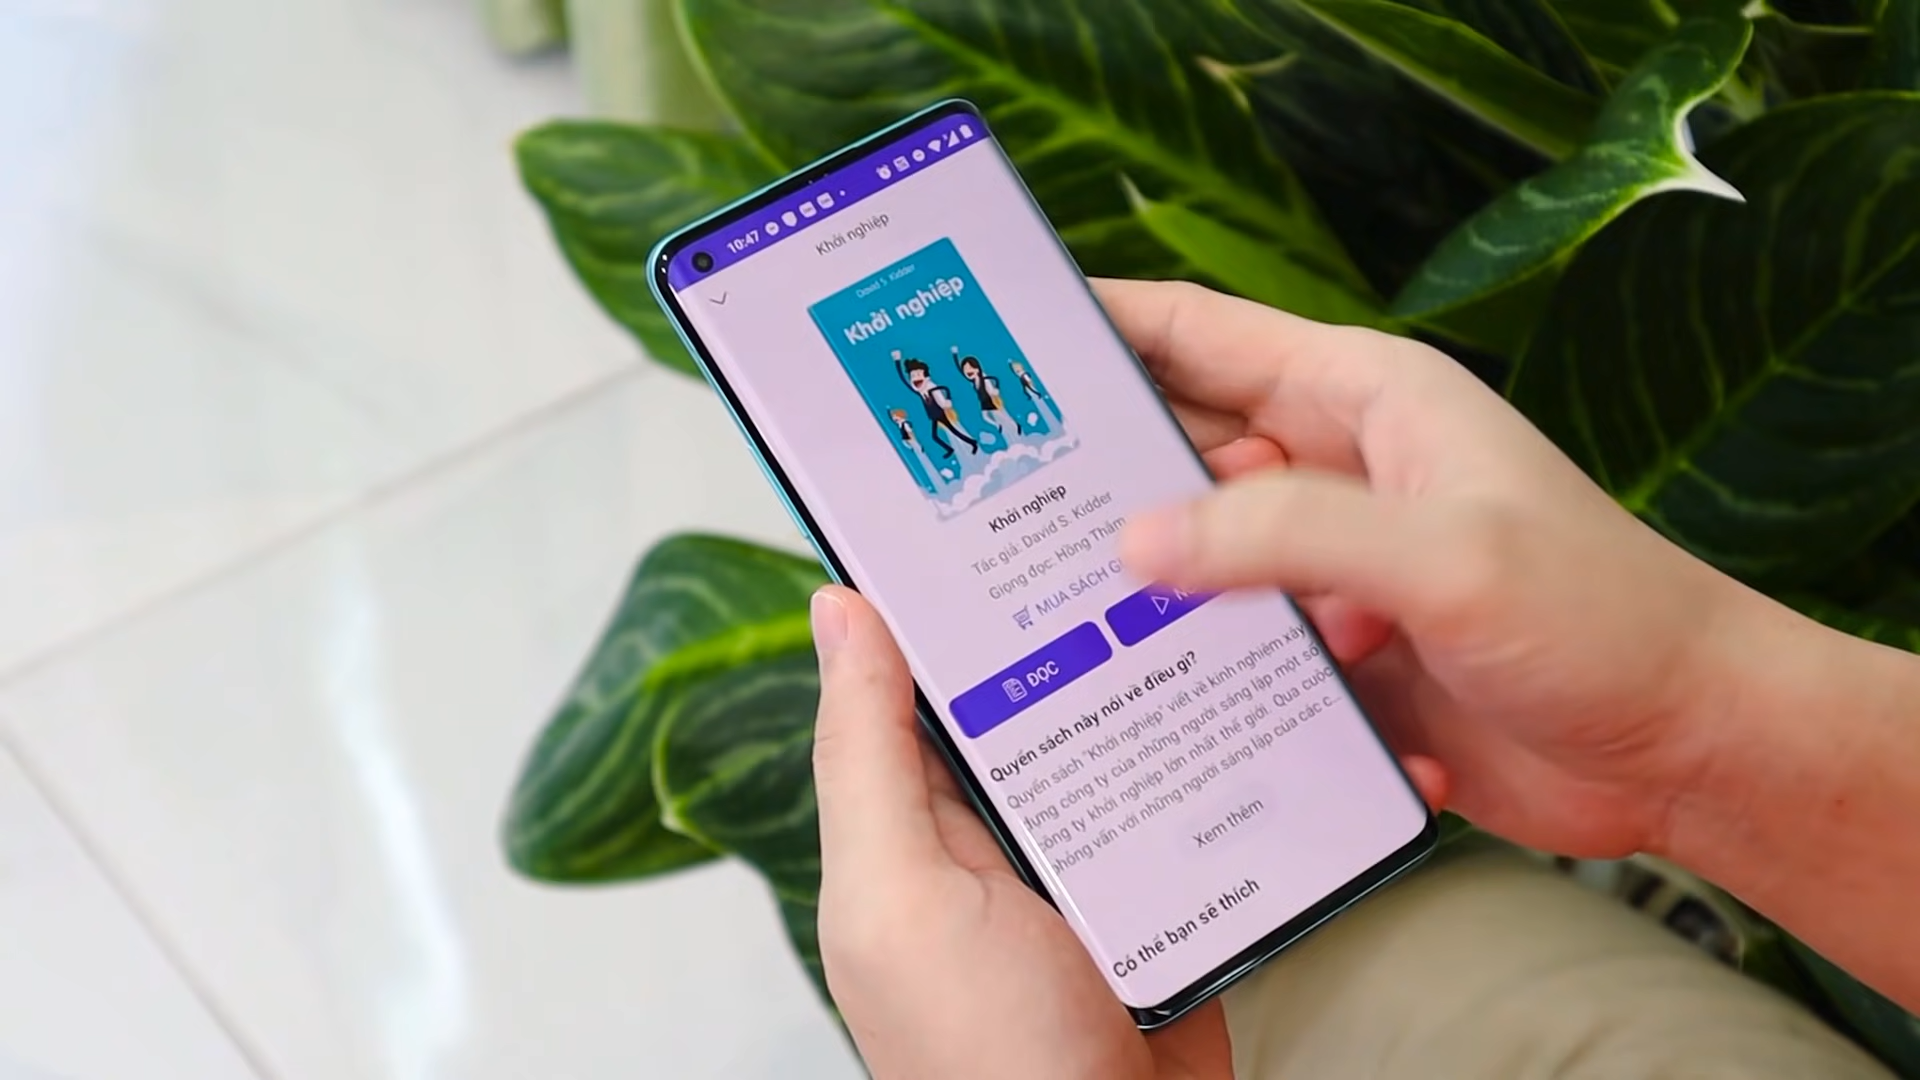 10:47
Khởi nghiệp
David S. Kidder
Khởi nghiệp
Khởi nghiệp
Tác giả: David S. Kidder
Giọng đọc: Hồng Thắm
MUA SÁCH
ĐỌC
Quyển sách này nói về điều gì?
Quyển sách "Khởi nghiệp" viết về kinh nghiệm xây
dựng công ty của những người sáng lập một số
công ty khởi nghiệp lớn nhất thế giới. Qua cuộc
phỏng vấn với những người sáng lập của các c...
Xem thêm
Có thể bạn sẽ thích